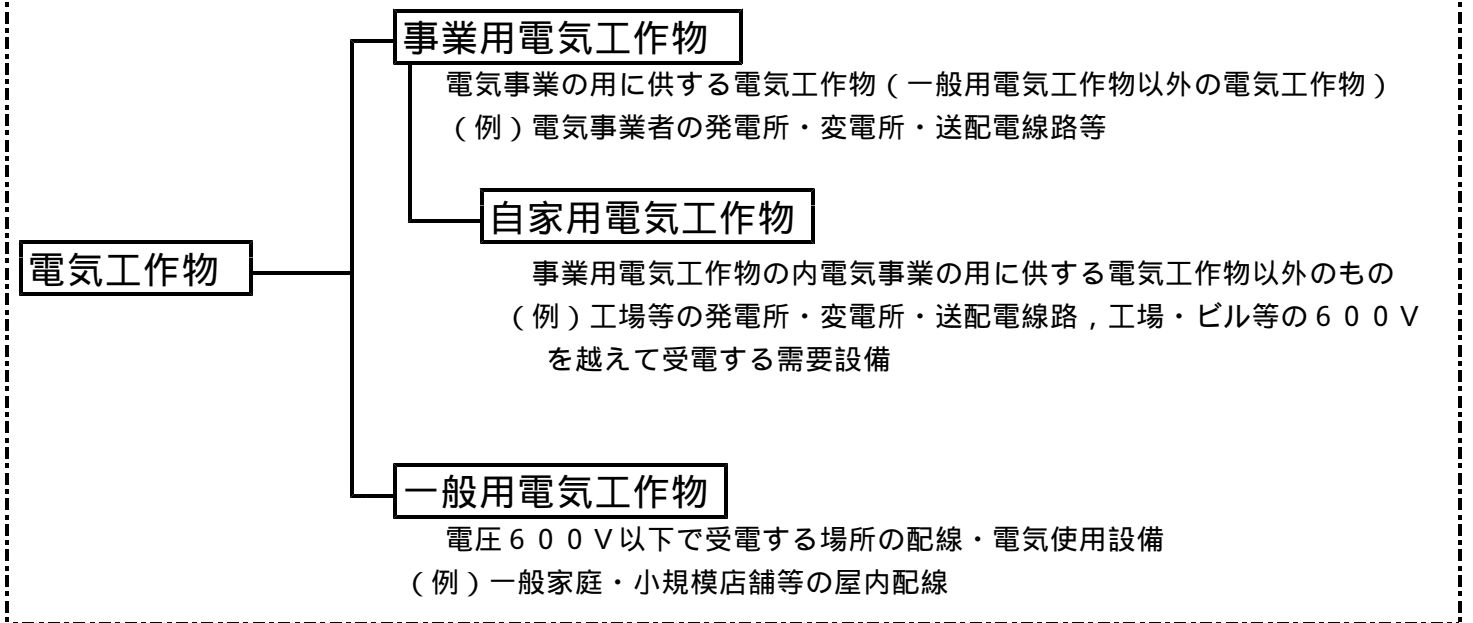 事業用電気工作物
電気事業の用に供する電気工作物（一般用電気工作物以外の電気工作物）
（例）電気事業者の発電所・変電所・送配電線路等
自家用電気工作物
電気工作物
事業用電気工作物の内電気事業の用に供する電気工作物以外のもの
（例）工場等の発電所・変電所・送配電線路，工場・ビル等の６００Ｖ
を越えて受電する需要設備
一般用電気工作物
電圧６００Ｖ以下で受電する場所の配線・電気使用設備
（例）一般家庭・小規模店舗等の屋内配線